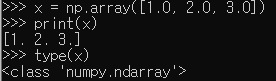 >>> x = np.array([1.0, 2.0, 3.0])
>>> print(x)
[1. 2. 3.]
>>> type(x)
<class 'numpy.ndarray'>